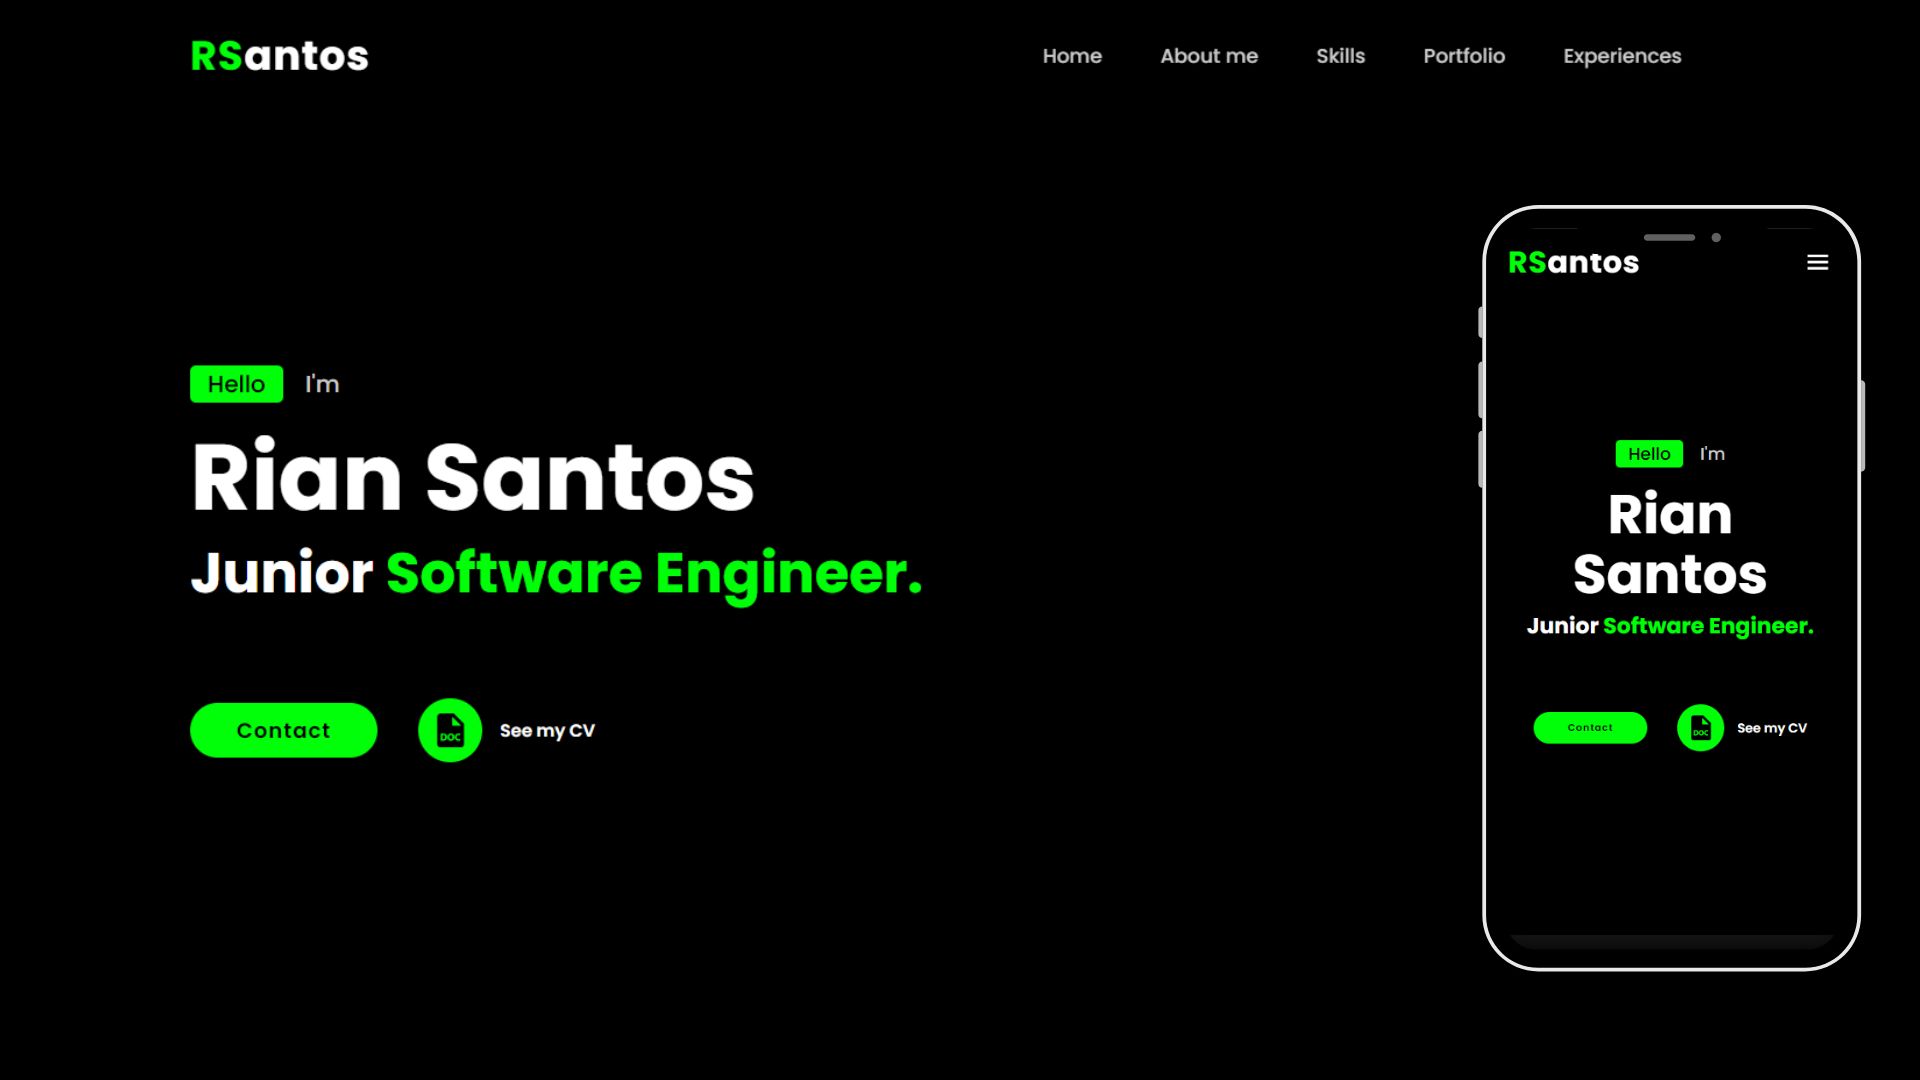 RSantos
Home About me Skills Portfolio Experiences
Hello I'm
Rian Santos
Junior Software Engineer.
Contact DOC See my CV
RSantos
Hello I'm
Rian
Santos
Junior Software Engineer.
Contact DOC See my CV